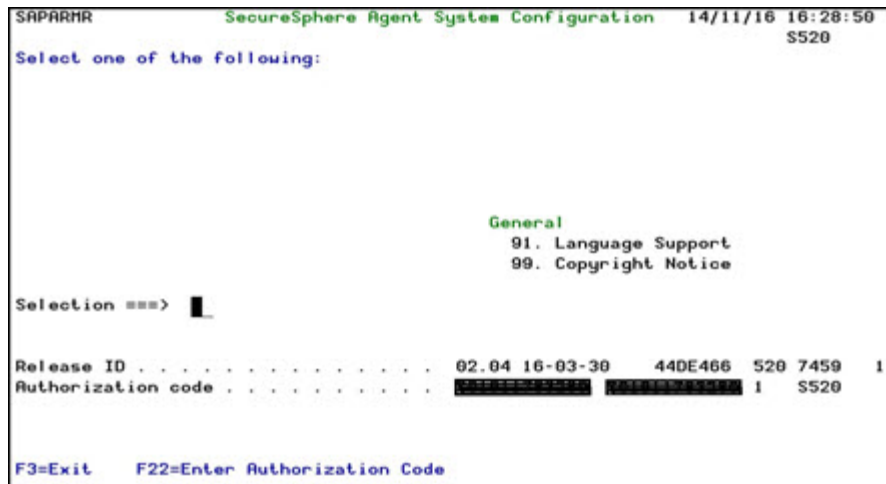 SAPARMR SecureSphere Agent System Configuration 14/11/16 16:28:50
S520
Select one of the following:
General
91. Language Support
99. Copyright Notice
Selection ===> _
Release ID . . . . . . . . . . . . . . 02.04 16-03-30 44DE466 520 7459 1
Authorization code . . . . . . . . . . 1 S520
F3=Exit F22=Enter Authorization Code